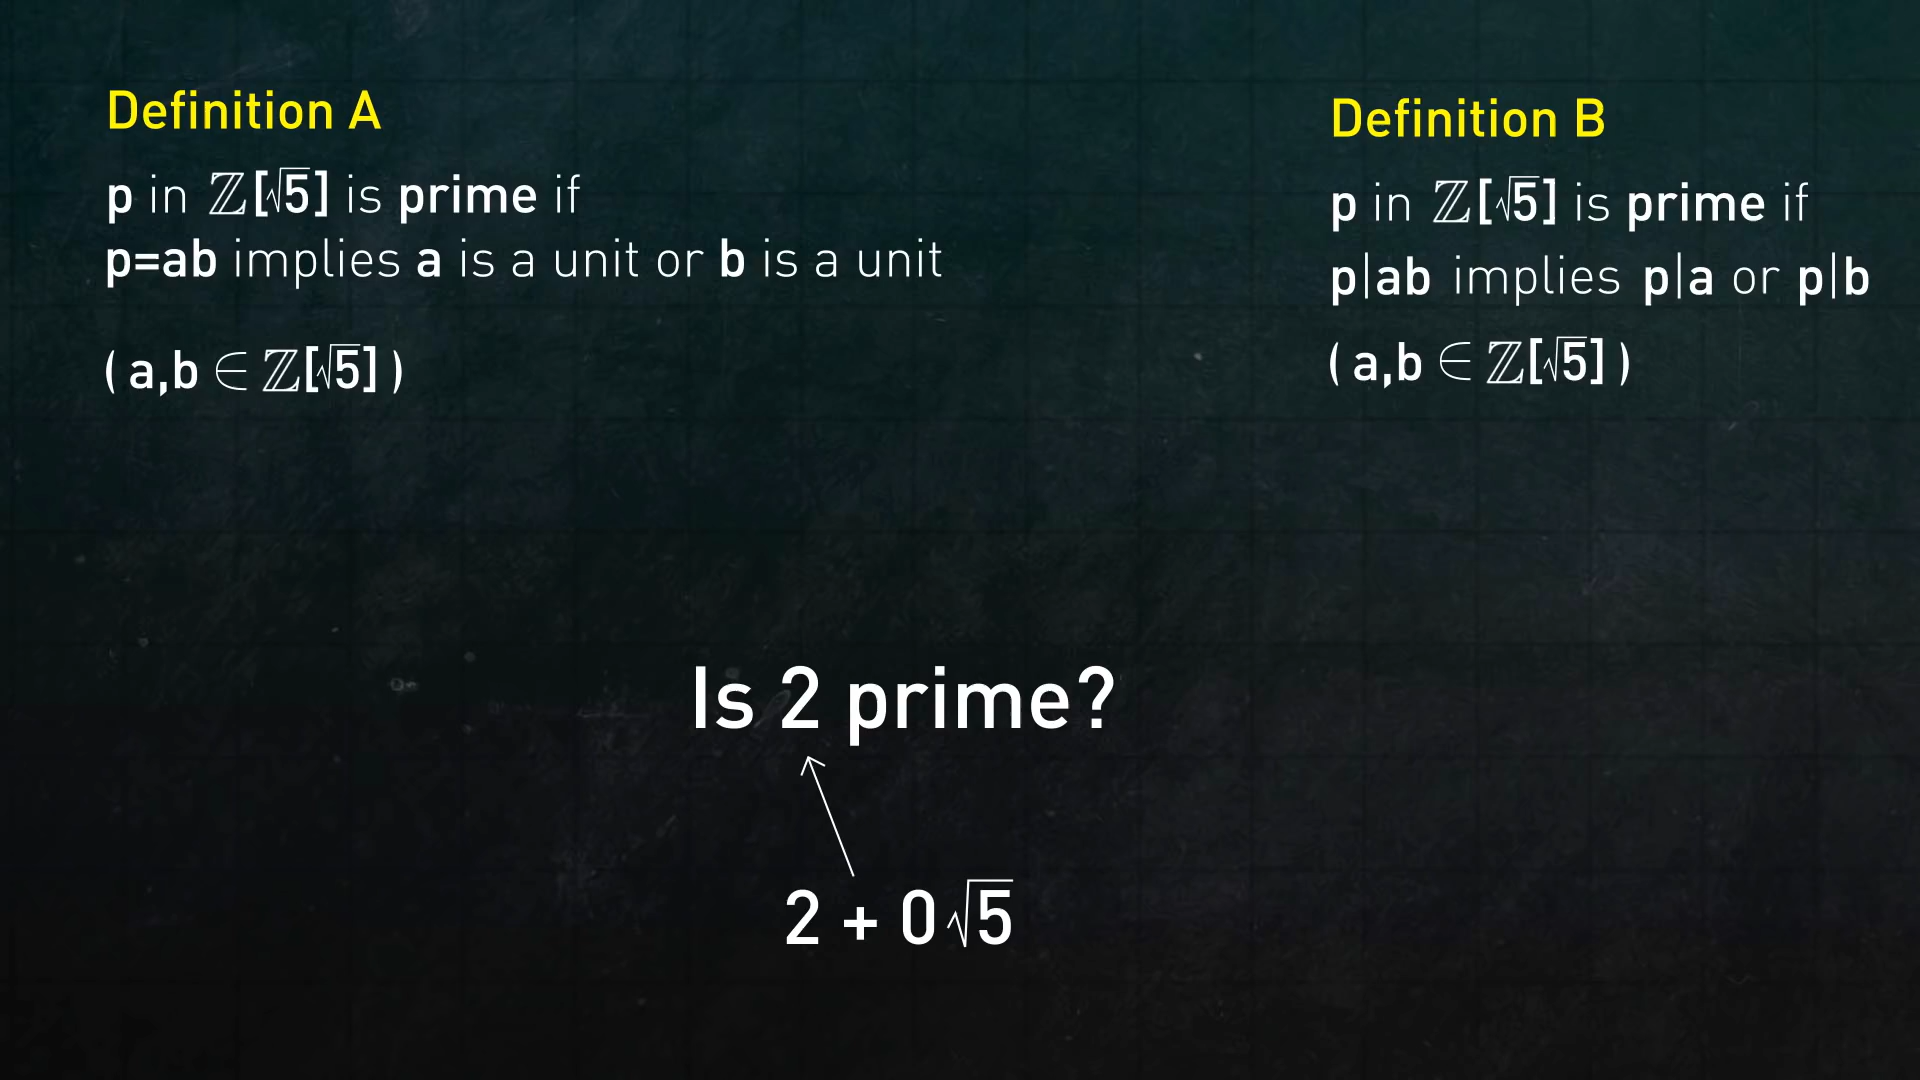 Definition A
p in ℤ[√5] is prime if
p=ab implies a is a unit or b is a unit
( a,b ∈ ℤ[√5] )
Definition B
p in ℤ[√5] is prime if
p|ab implies p|a or p|b
( a,b ∈ ℤ[√5] )
Is 2 prime?
2 + 0√5